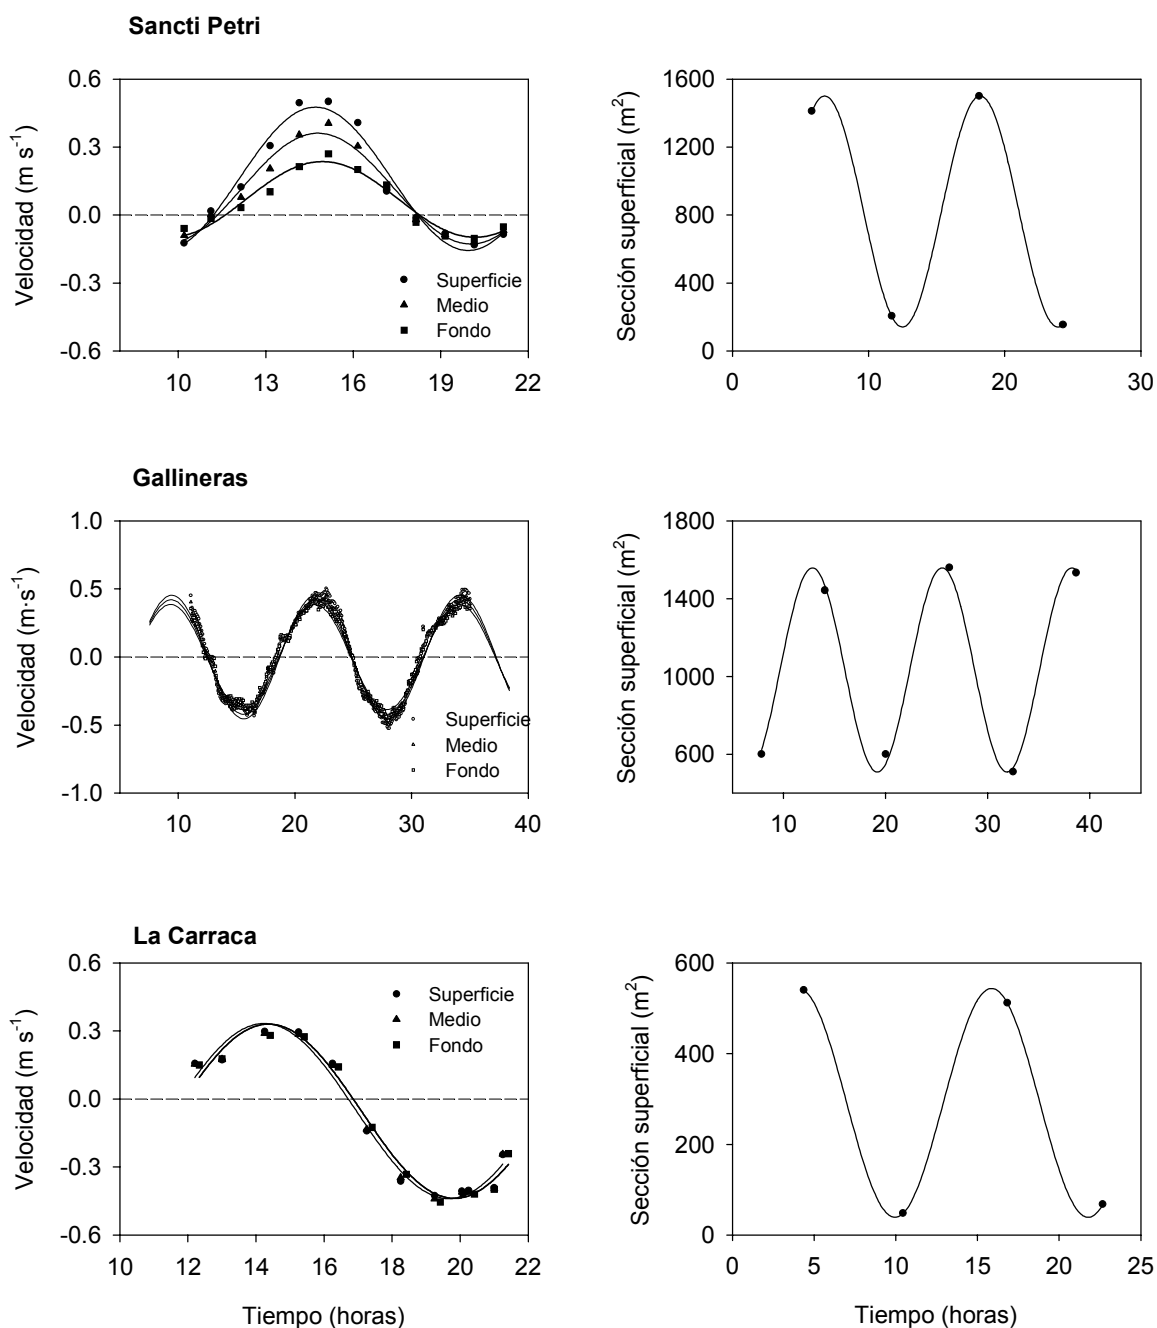 Sancti Petri
Velocidad (m s⁻¹)
0.6
0.3
0.0
-0.3
-0.6
Superficie
Medio
Fondo
10 13 16 19 22
Sección superficial (m²)
1600
1200
800
400
0
0 10 20 30
Gallineras
Velocidad (m·s⁻¹)
1.0
0.5
0.0
-0.5
-1.0
Superficie
Medio
Fondo
10 20 30 40
Sección superficial (m²)
1800
1400
1000
600
10 20 30 40
La Carraca
Velocidad (m s⁻¹)
0.6
0.3
0.0
-0.3
-0.6
Superficie
Medio
Fondo
10 12 14 16 18 20 22
Tiempo (horas)
Sección superficial (m²)
600
400
200
0
0 5 10 15 20 25
Tiempo (horas)